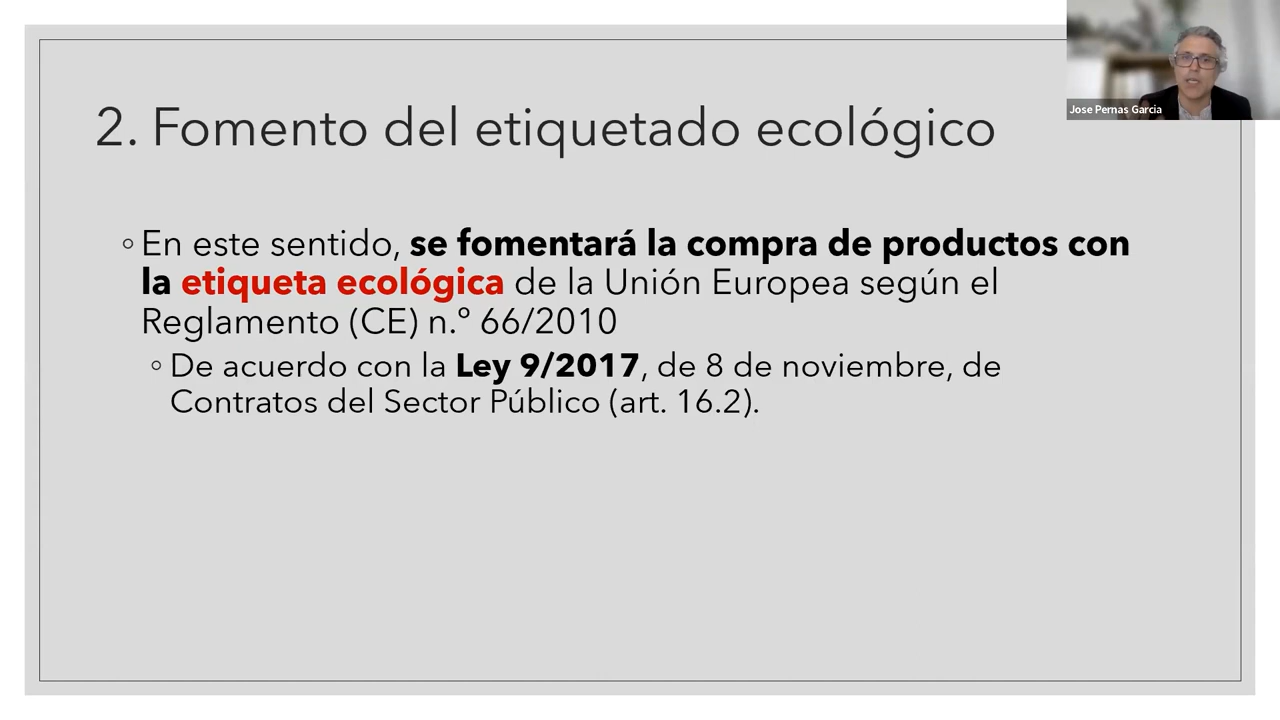 Jose Pernas Garcia
2. Fomento del etiquetado ecológico
◦ En este sentido, se fomentará la compra de productos con
la etiqueta ecológica de la Unión Europea según el
Reglamento (CE) n.º 66/2010
◦ De acuerdo con la Ley 9/2017, de 8 de noviembre, de
Contratos del Sector Público (art. 16.2).